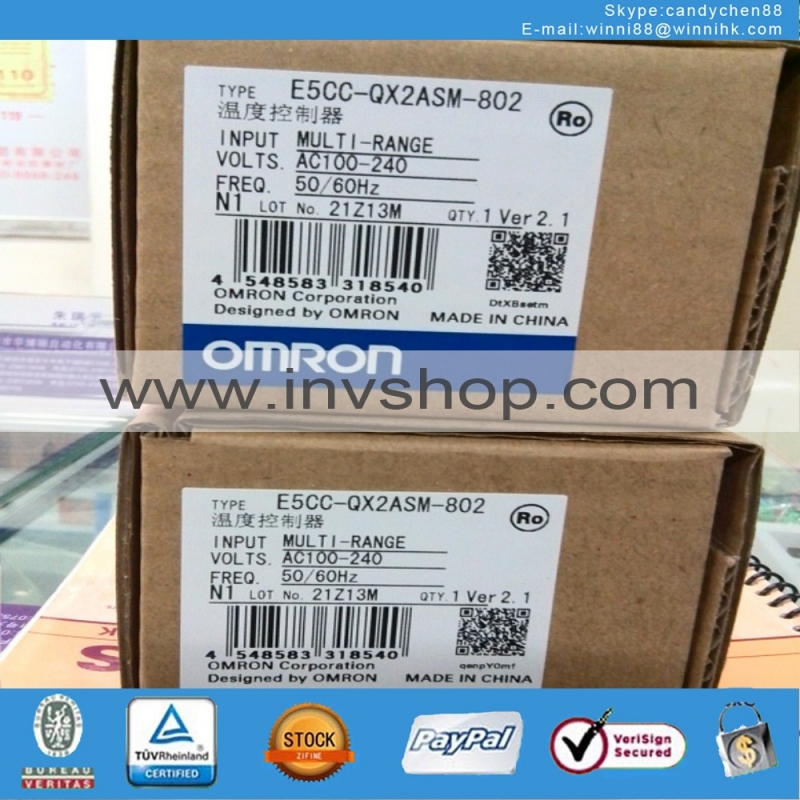 Skype:candychen88
E-mail:winni88@winnihk.com
110
TYPE E5CC-QX2ASM-802
温度控制器
Ro
INPUT MULTI-RANGE
VOLTS. AC100-240
FREQ. 50/60Hz
N1 LOT No. 21Z13M QTY.1 Ver 2.1
4 548583 318540
DtXBsetm
OMRON Corporation
Designed by OMRON MADE IN CHINA
OMRON
www.invshop.com
TYPE E5CC-QX2ASM-802
温度控制器
Ro
INPUT MULTI-RANGE
VOLTS. AC100-240
FREQ. 50/60Hz
N1 LOT No. 21Z13M QTY.1 Ver 2.1
4 548583 318540
qenpYOmf
OMRON Corporation
Designed by OMRON MADE IN CHINA
BUREAU
VERITAS
TÜVRheinland
CERTIFIED
STOCK
ZIFINE
PayPal
VeriSign
Secured
$